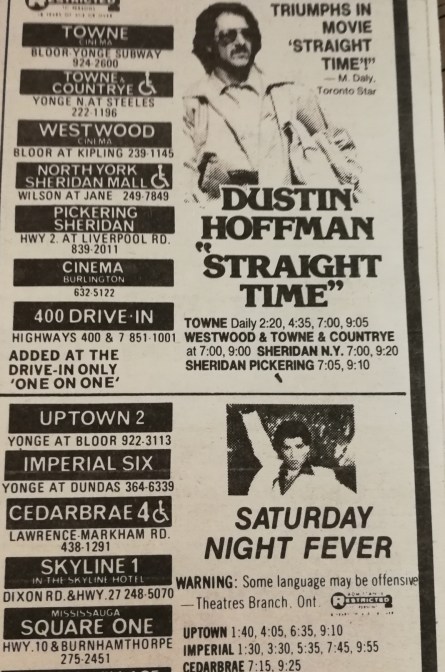 RESTRICTED
TOWNE
CINEMA
BLOOR-YONGE SUBWAY
924-2600
TOWNE &
COUNTRYE
YONGE N.AT STEELES
222-1196
WESTWOOD
CINEMA
BLOOR AT KIPLING 239-1145
NORTH YORK
SHERIDAN MALL
WILSON AT JANE 249-7849
PICKERING
SHERIDAN
HWY 2. AT LIVERPOOL RD.
839-2011
CINEMA
BURLINGTON
632-5122
400 DRIVE-IN
HIGHWAYS 400 & 7 851-1001
ADDED AT THE
DRIVE-IN ONLY
'ONE ON ONE'
TRIUMPHS IN
MOVIE
'STRAIGHT
TIME'!"
— M. Daly,
Toronto Star
DUSTIN
HOFFMAN
"STRAIGHT
TIME"
TOWNE Daily 2:20, 4:35, 7:00, 9:05
WESTWOOD & TOWNE & COUNTRYE
at 7:00, 9:00 SHERIDAN N.Y. 7:00, 9:20
SHERIDAN PICKERING 7:05, 9:10
UPTOWN 2
YONGE AT BLOOR 922-3113
IMPERIAL SIX
YONGE AT DUNDAS 364-6339
CEDARBRAE 4
LAWRENCE-MARKHAM RD.
438-1291
SKYLINE 1
IN THE SKYLINE HOTEL
DIXON RD.&HWY.27 248-5070
MISSISSAUGA
SQUARE ONE
HWY.10 & BURNHAMTHORPE
275-2451
SATURDAY
NIGHT FEVER
WARNING: Some language may be offensive
—Theatres Branch, Ont. RESTRICTED
UPTOWN 1:40, 4:05, 6:35, 9:10
IMPERIAL 1:30, 3:30, 5:35, 7:45, 9:55
CEDARBRAE 7:15, 9:25